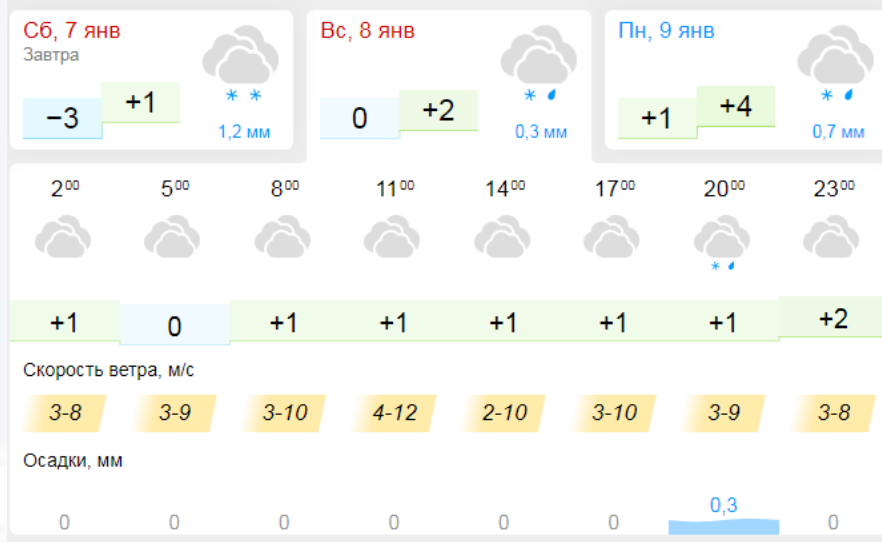 Сб, 7 янв
Завтра
−3 +1
1,2 мм
Вс, 8 янв
0 +2
0,3 мм
Пн, 9 янв
+1 +4
0,7 мм
2⁰⁰ 5⁰⁰ 8⁰⁰ 11⁰⁰ 14⁰⁰ 17⁰⁰ 20⁰⁰ 23⁰⁰
+1 0 +1 +1 +1 +1 +1 +2
Скорость ветра, м/с
3-8 3-9 3-10 4-12 2-10 3-10 3-9 3-8
Осадки, мм
0 0 0 0 0 0 0,3 0